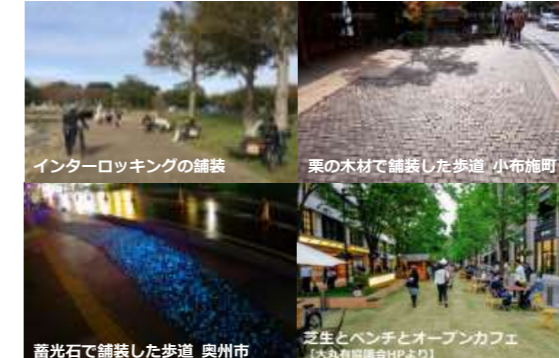 インターロッキングの舗装
栗の木材で舗装した歩道 小布施町
蓄光石で舗装した歩道 奥州市
芝生とベンチとオープンカフェ
【大丸有協議会HPより】